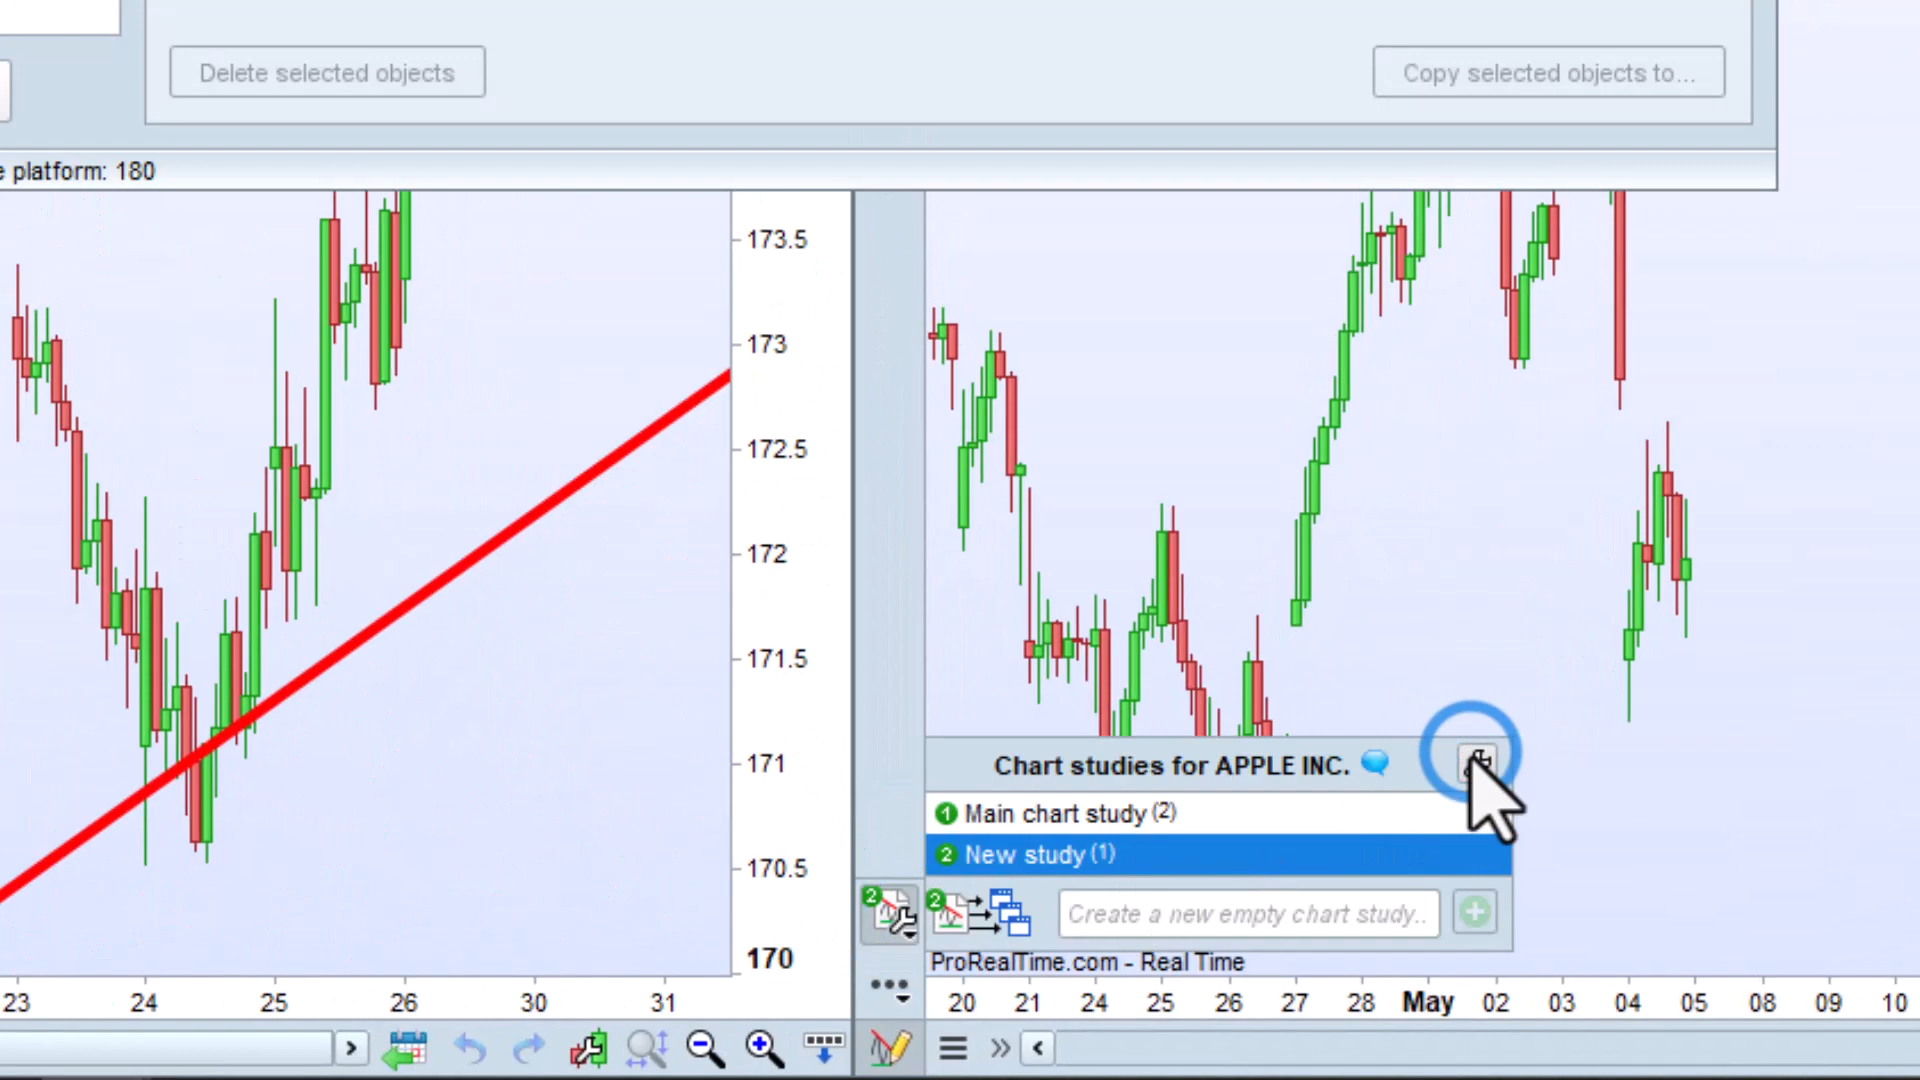 Delete selected objects
Copy selected objects to...
e platform: 180
173.5
173
172.5
172
171.5
171
170.5
170
23 24 25 26 30 31
Chart studies for APPLE INC.
1 Main chart study (2)
2 New study (1)
2
2
Create a new empty chart study..
ProRealTime.com - Real Time
20 21 24 25 26 27 28 May 02 03 04 05 08 09 10